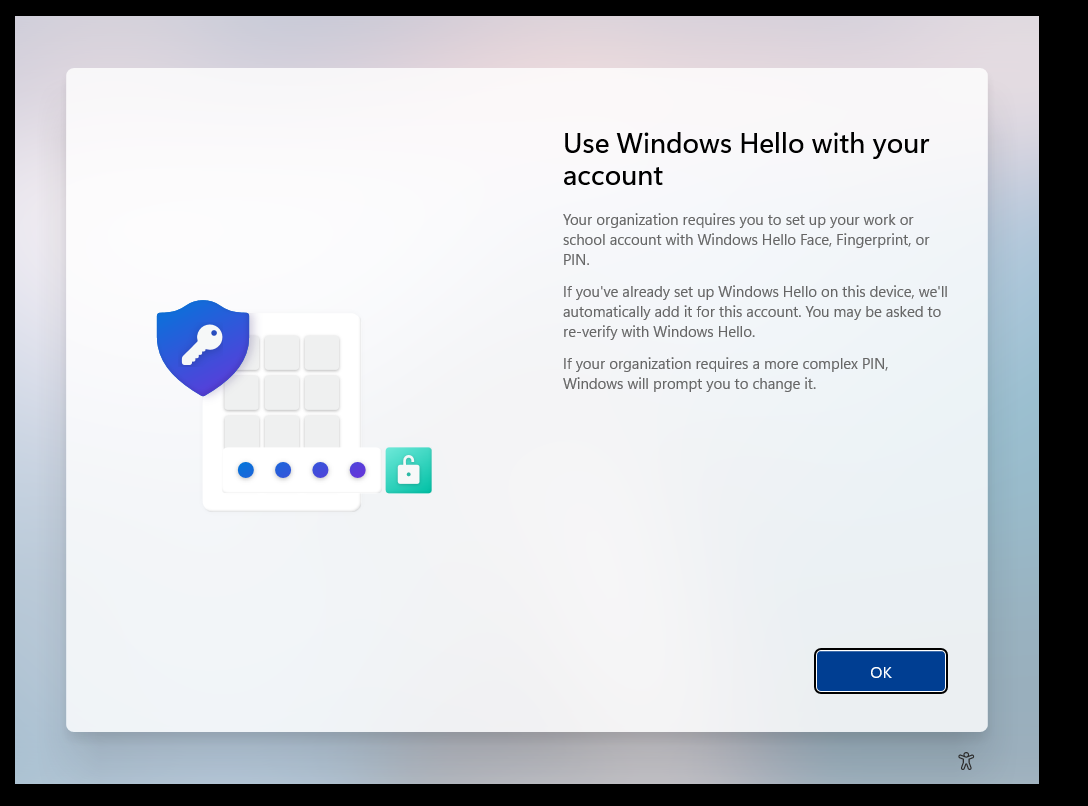 Use Windows Hello with your
account
Your organization requires you to set up your work or
school account with Windows Hello Face, Fingerprint, or
PIN.
If you've already set up Windows Hello on this device, we'll
automatically add it for this account. You may be asked to
re-verify with Windows Hello.
If your organization requires a more complex PIN,
Windows will prompt you to change it.
OK